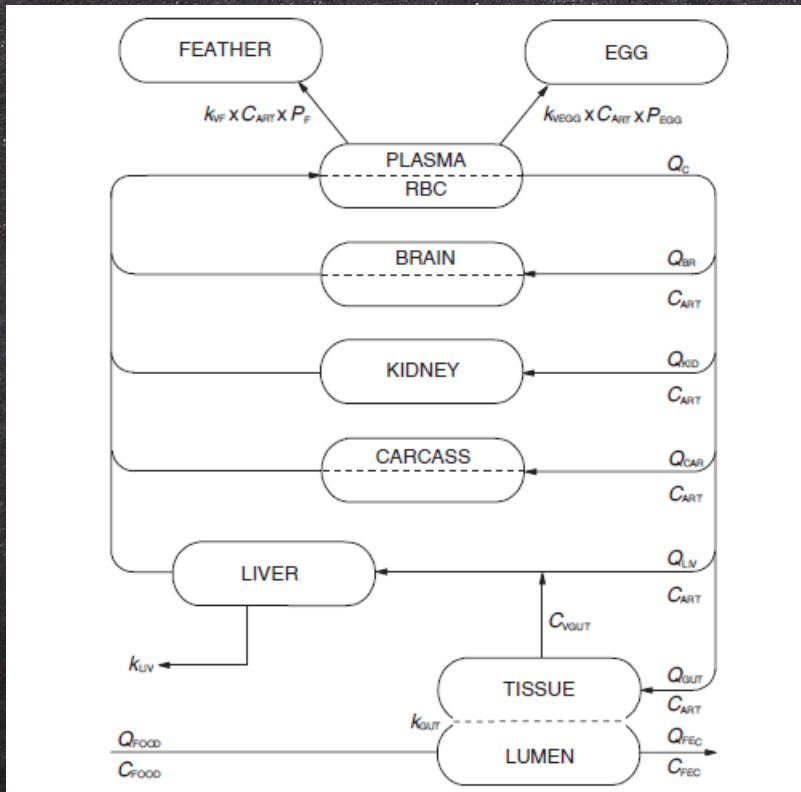 FEATHER
EGG
kVF x CART x PF
kVEGG x CART x PEGG
PLASMA
RBC
QC
BRAIN
QBR
CART
KIDNEY
QKID
CART
CARCASS
QCAR
CART
LIVER
QLIV
CART
CVGUT
kLIV
TISSUE
QGUT
CART
kGUT
QFOOD
CFOOD
LUMEN
QFEC
CFEC